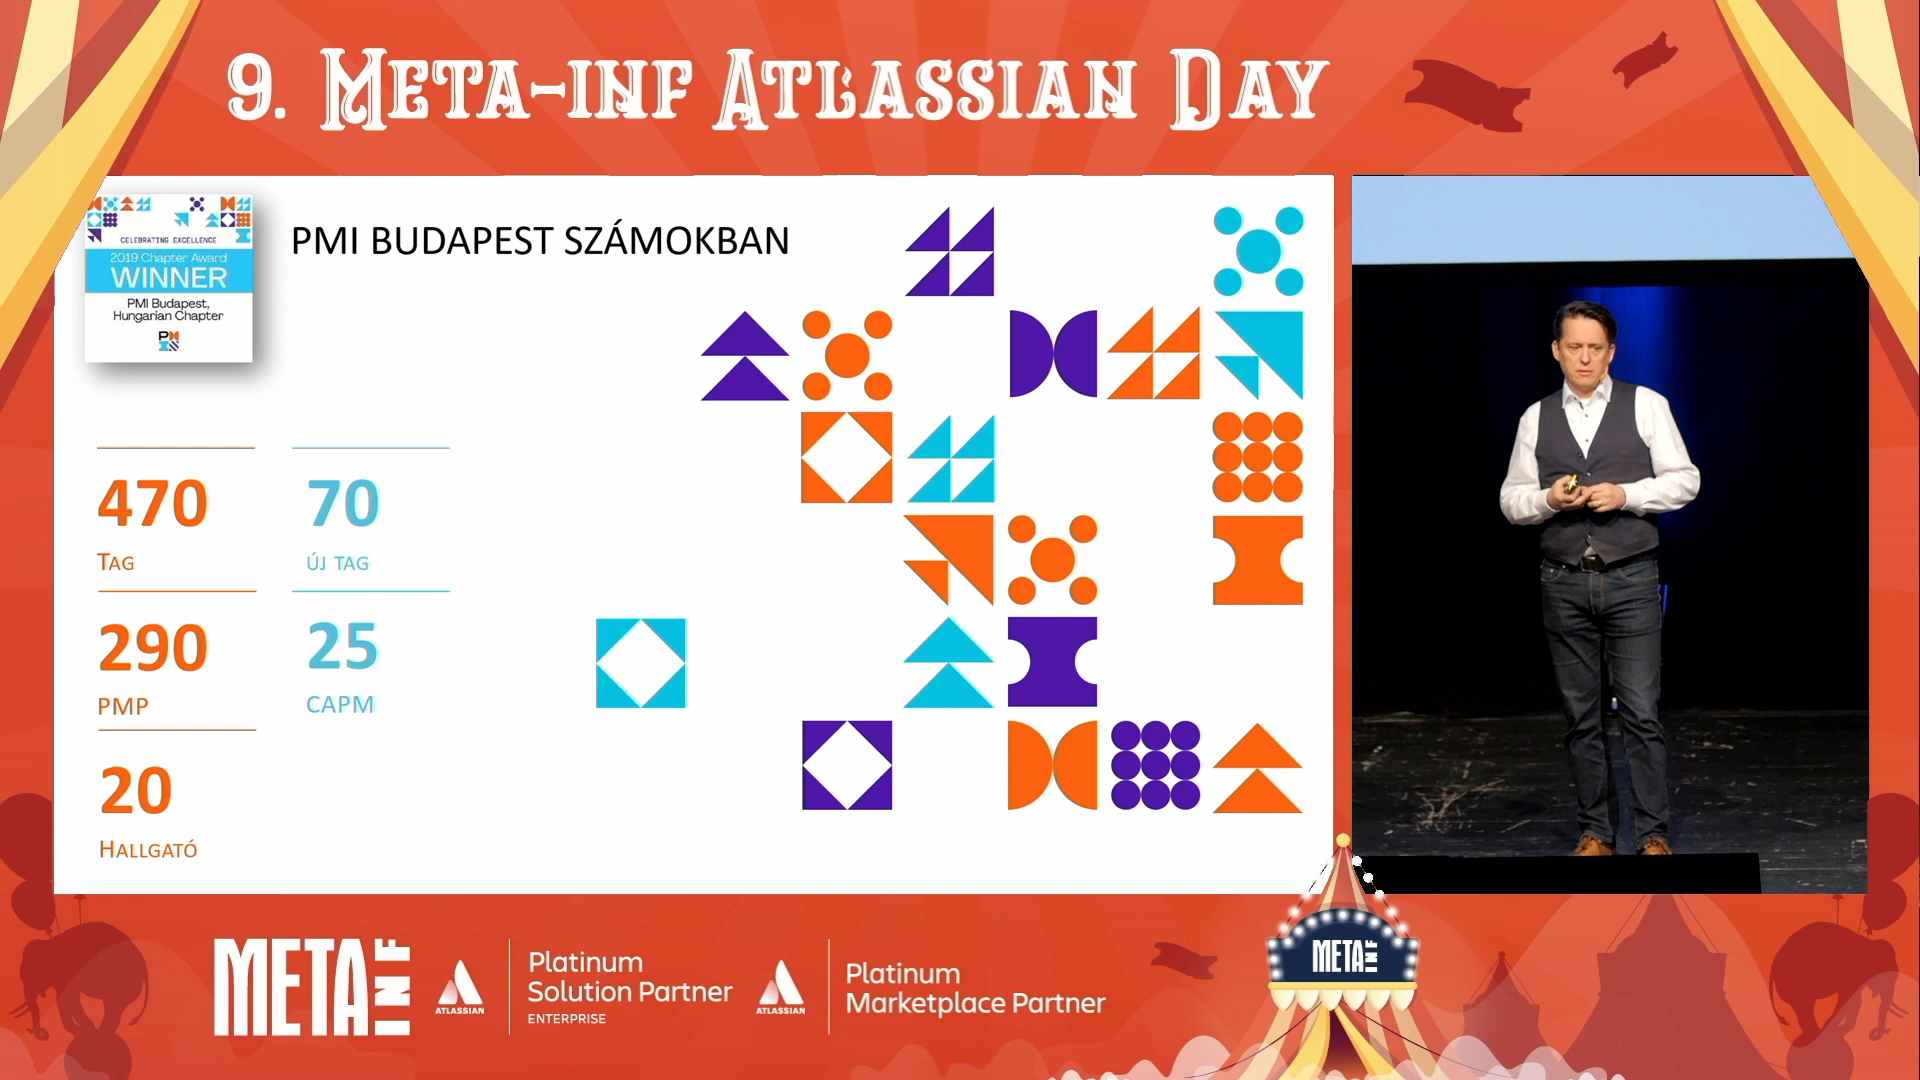 9. META-INF ATLASSIAN DAY
CELEBRATING EXCELLENCE
2019 Chapter Award
WINNER
PMI Budapest,
Hungarian Chapter
PMI BUDAPEST SZÁMOKBAN
470
TAG
70
ÚJ TAG
290
PMP
25
CAPM
20
HALLGATÓ
META INF
ATLASSIAN
Platinum
Solution Partner
ENTERPRISE
ATLASSIAN
Platinum
Marketplace Partner
META INF